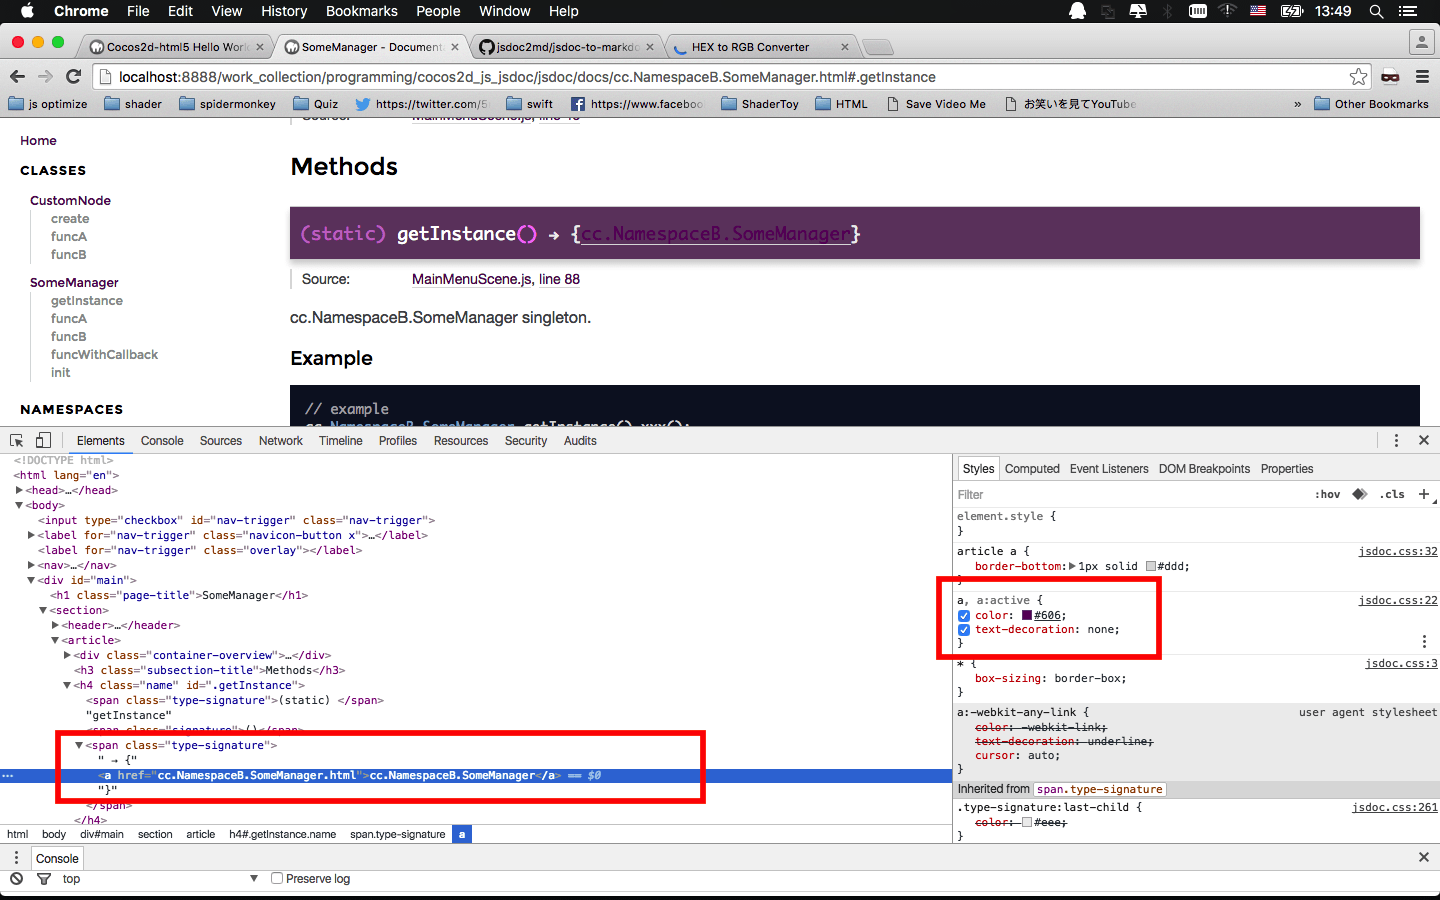 Chrome File Edit View History Bookmarks People Window Help 13:49
Cocos2d-html5 Hello Worl × SomeManager - Documenta × jsdoc2md/jsdoc-to-markdo × HEX to RGB Converter ×
localhost:8888/work_collection/programming/cocos2d_js_jsdoc/jsdoc/docs/cc.NamespaceB.SomeManager.html#.getInstance
js optimize shader spidermonkey Quiz https://twitter.com/5 swift https://www.faceboo ShaderToy HTML Save Video Me お笑いを見てYouTube » Other Bookmarks
Source: MainMenuScene.js, line
Home
CLASSES
CustomNode
create
funcA
funcB
SomeManager
getInstance
funcA
funcB
funcWithCallback
init
NAMESPACES
Methods
(static) getInstance() → {cc.NamespaceB.SomeManager}
Source: MainMenuScene.js, line 88
cc.NamespaceB.SomeManager singleton.
Example
// example
cc.NamespaceB.SomeManager.getInstance().xxx();
Elements Console Sources Network Timeline Profiles Resources Security Audits
<!DOCTYPE html>
<html lang="en">
<head>…</head>
<body>
<input type="checkbox" id="nav-trigger" class="nav-trigger">
<label for="nav-trigger" class="navicon-button x">…</label>
<label for="nav-trigger" class="overlay"></label>
<nav>…</nav>
<div id="main">
<h1 class="page-title">SomeManager</h1>
<section>
<header>…</header>
<article>
<div class="container-overview">…</div>
<h3 class="subsection-title">Methods</h3>
<h4 class="name" id=".getInstance">
<span class="type-signature">(static) </span>
"getInstance"
<span class="signature">()</span>
<span class="type-signature">
" → {"
<a href="cc.NamespaceB.SomeManager.html">cc.NamespaceB.SomeManager</a> == $0
"}"
</span>
</h4>
html body div#main section article h4#.getInstance.name span.type-signature a
Styles Computed Event Listeners DOM Breakpoints Properties
Filter :hov .cls +
element.style {
}
article a { jsdoc.css:32
border-bottom: 1px solid #ddd;
}
a, a:active { jsdoc.css:22
color: #606;
text-decoration: none;
}
* { jsdoc.css:3
box-sizing: border-box;
}
a:-webkit-any-link { user agent stylesheet
color: -webkit-link;
text-decoration: underline;
cursor: auto;
}
Inherited from span.type-signature
.type-signature:last-child { jsdoc.css:261
color: #eee;
}
Console
top Preserve log